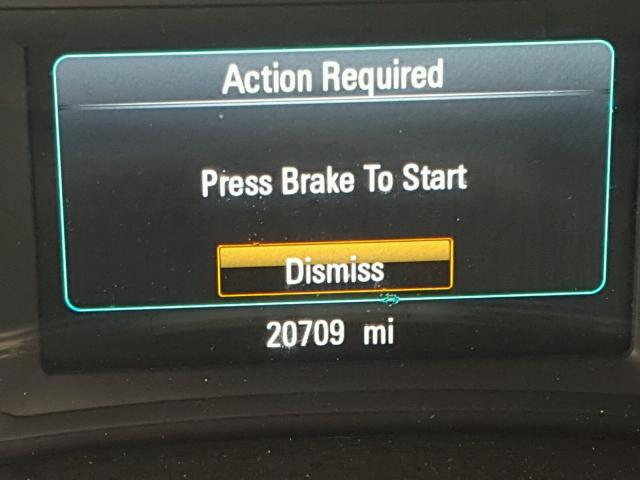 Action Required
Press Brake To Start
Dismiss
20709 mi